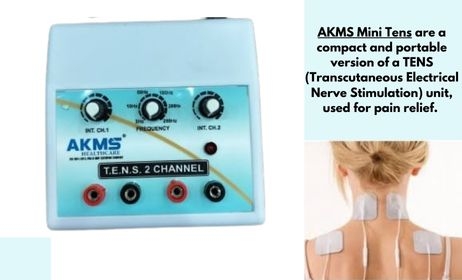 AKMS Mini Tens are a
compact and portable
version of a TENS
(Transcutaneous Electrical
Nerve Stimulation) unit,
used for pain relief.
INT. CH.1
FREQUENCY
INT. CH.2
AKMS®
HEALTHCARE
T.E.N.S. 2 CHANNEL